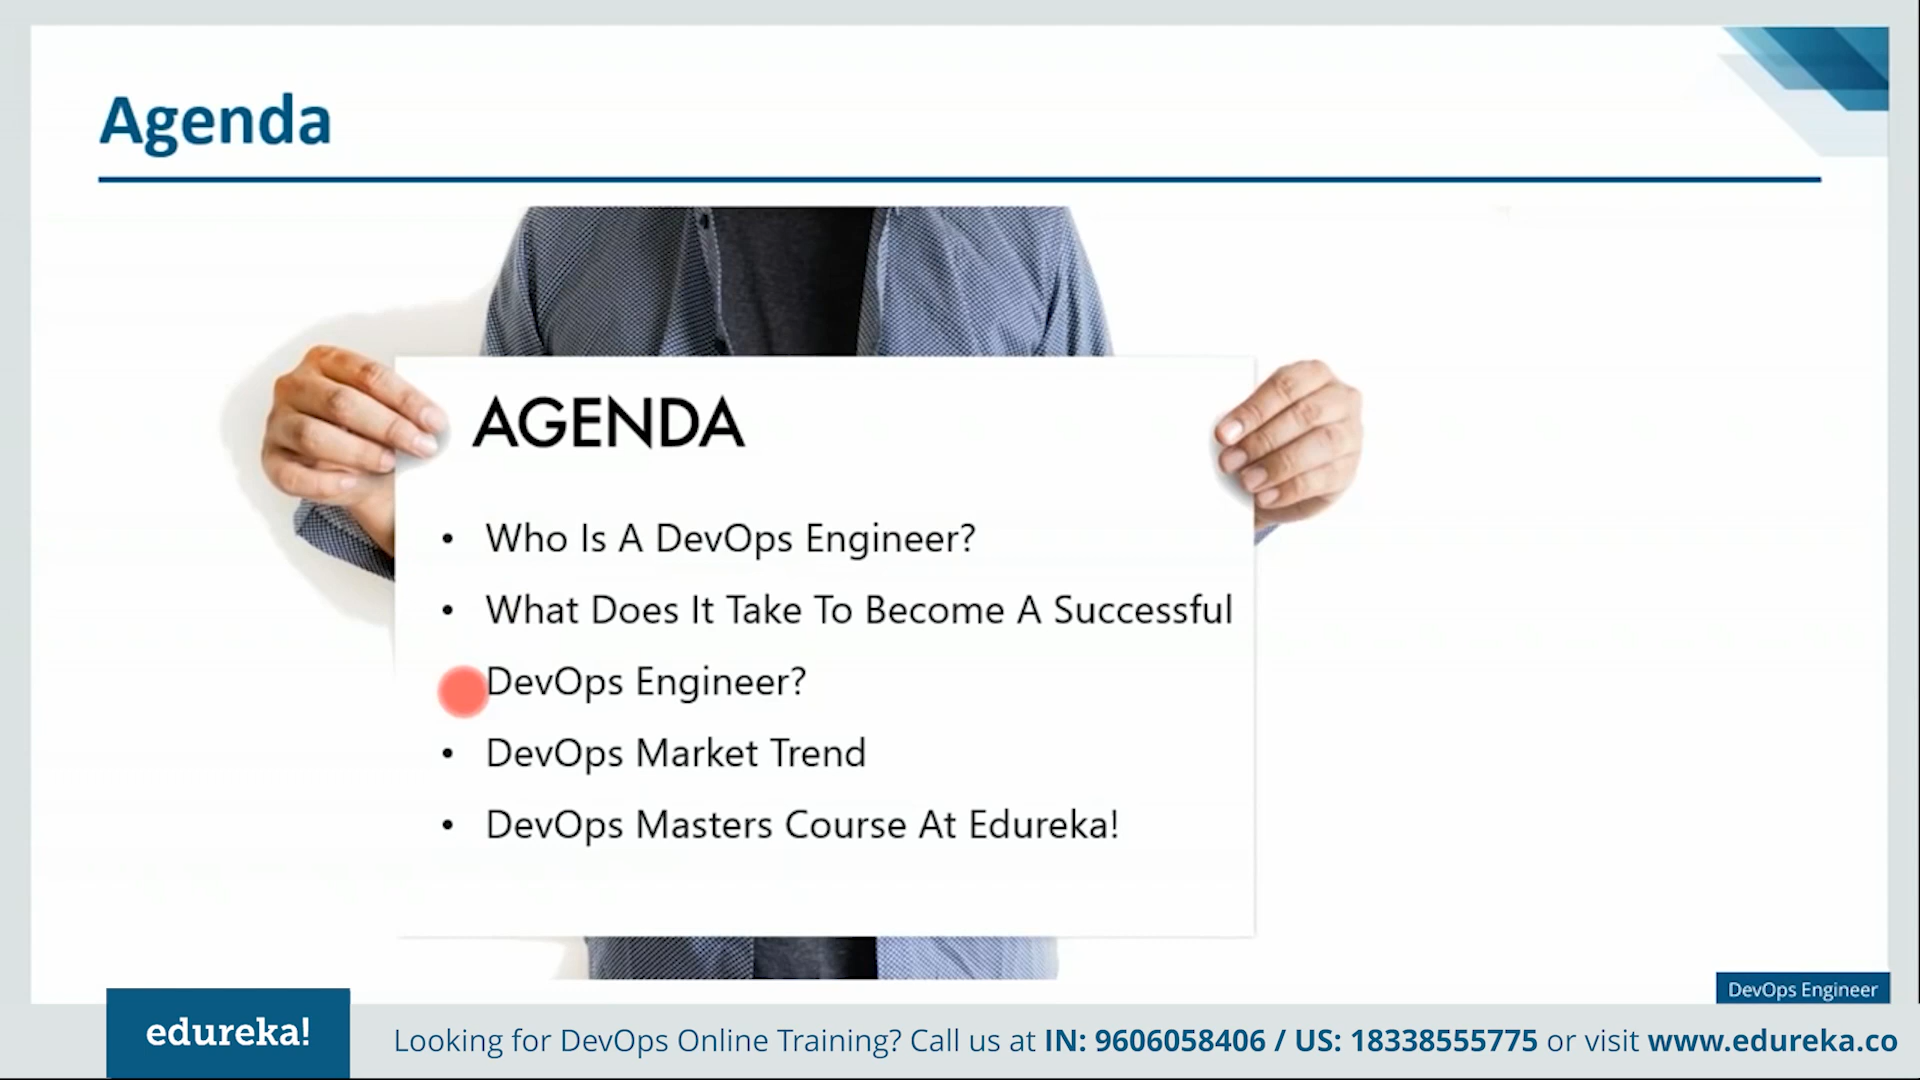 Agenda
AGENDA
• Who Is A DevOps Engineer?
• What Does It Take To Become A Successful
DevOps Engineer?
• DevOps Market Trend
• DevOps Masters Course At Edureka!
DevOps Engineer
edureka!
Looking for DevOps Online Training? Call us at IN: 9606058406 / US: 18338555775 or visit www.edureka.co